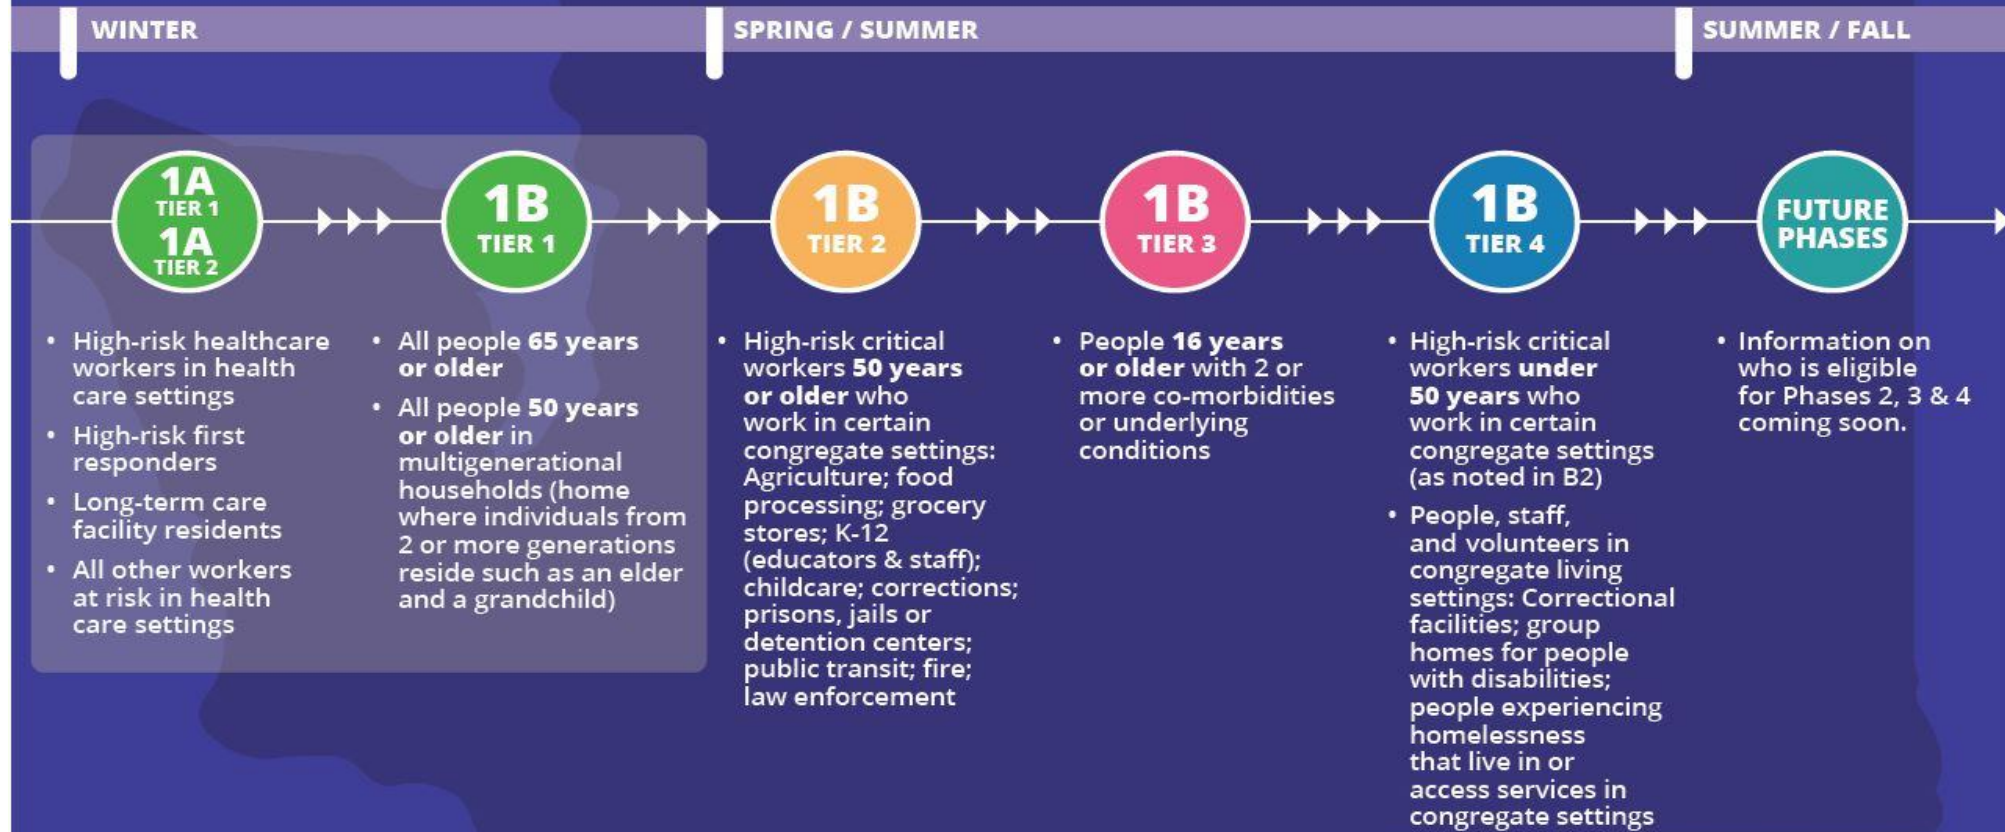 WINTER
SPRING / SUMMER
SUMMER / FALL
1A
TIER 1
1A
TIER 2
1B
TIER 1
1B
TIER 2
1B
TIER 3
1B
TIER 4
FUTURE
PHASES
• High-risk healthcare
workers in health
care settings
• High-risk first
responders
• Long-term care
facility residents
• All other workers
at risk in health
care settings
• All people 65 years
or older
• All people 50 years
or older in
multigenerational
households (home
where individuals from
2 or more generations
reside such as an elder
and a grandchild)
• High-risk critical
workers 50 years
or older who
work in certain
congregate settings:
Agriculture; food
processing; grocery
stores; K-12
(educators & staff);
childcare; corrections;
prisons, jails or
detention centers;
public transit; fire;
law enforcement
• People 16 years
or older with 2 or
more co-morbidities
or underlying
conditions
• High-risk critical
workers under
50 years who
work in certain
congregate settings
(as noted in B2)
• People, staff,
and volunteers in
congregate living
settings: Correctional
facilities; group
homes for people
with disabilities;
people experiencing
homelessness
that live in or
access services in
congregate settings
• Information on
who is eligible
for Phases 2, 3 & 4
coming soon.